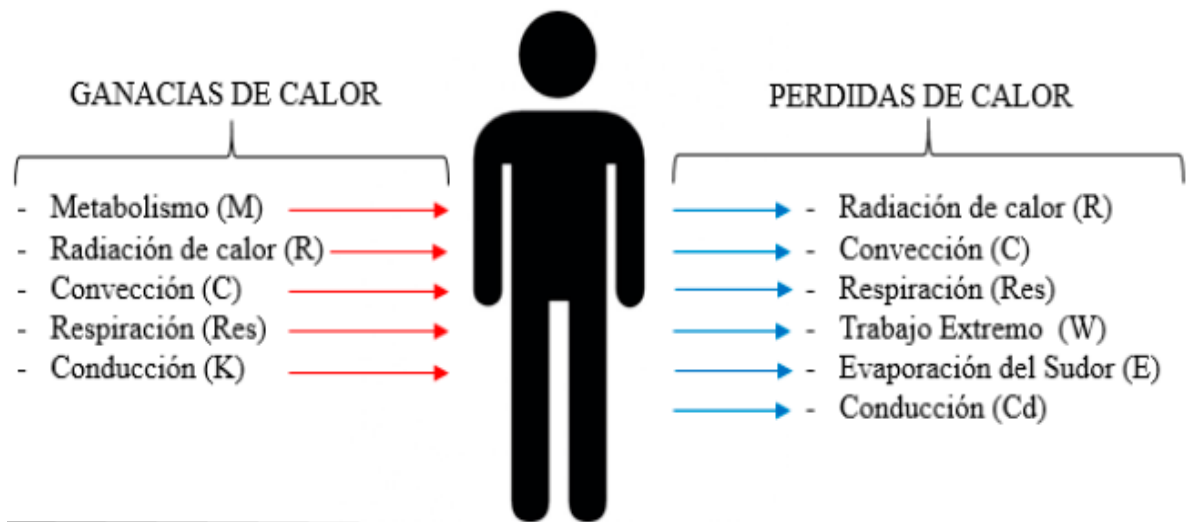 GANACIAS DE CALOR
- Metabolismo (M)
- Radiación de calor (R)
- Convección (C)
- Respiración (Res)
- Conducción (K)
PERDIDAS DE CALOR
- Radiación de calor (R)
- Convección (C)
- Respiración (Res)
- Trabajo Extremo (W)
- Evaporación del Sudor (E)
- Conducción (Cd)